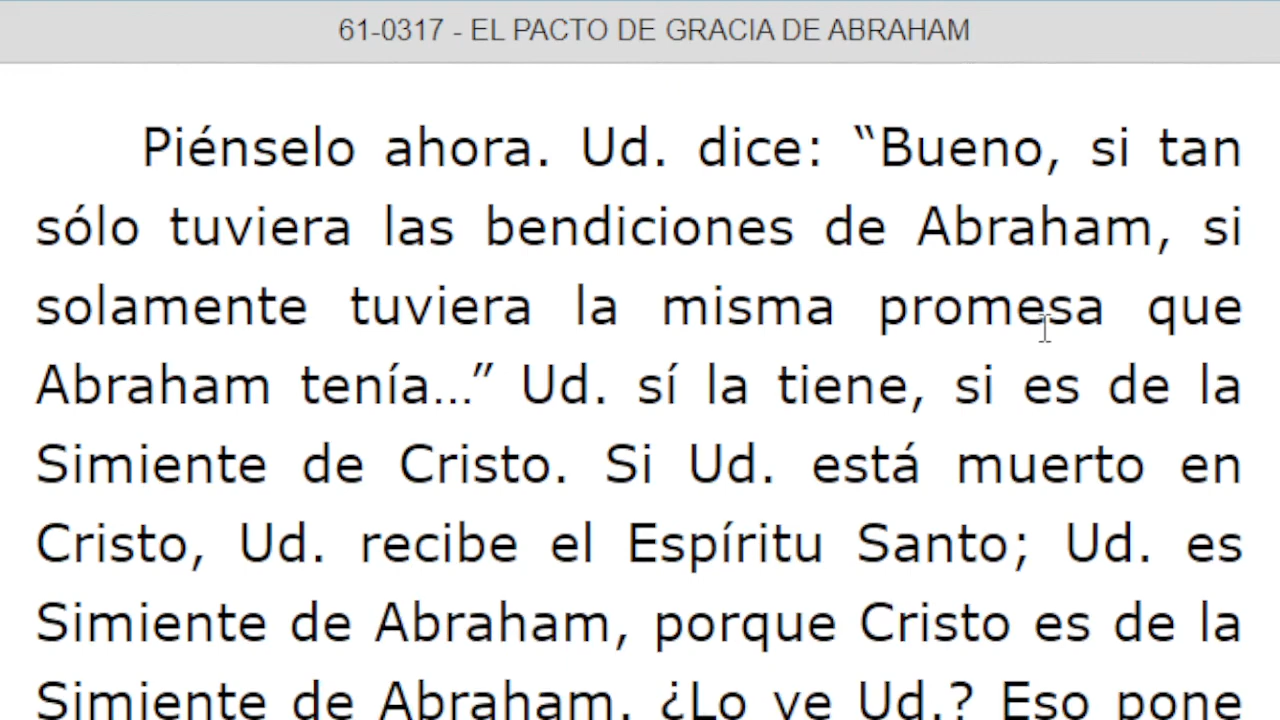 61-0317 - EL PACTO DE GRACIA DE ABRAHAM
Piénselo ahora. Ud. dice: “Bueno, si tan
sólo tuviera las bendiciones de Abraham, si
solamente tuviera la misma promesa que
Abraham tenía...” Ud. sí la tiene, si es de la
Simiente de Cristo. Si Ud. está muerto en
Cristo, Ud. recibe el Espíritu Santo; Ud. es
Simiente de Abraham, porque Cristo es de la
Simiente de Abraham. ¿Lo ve Ud.? Eso pone